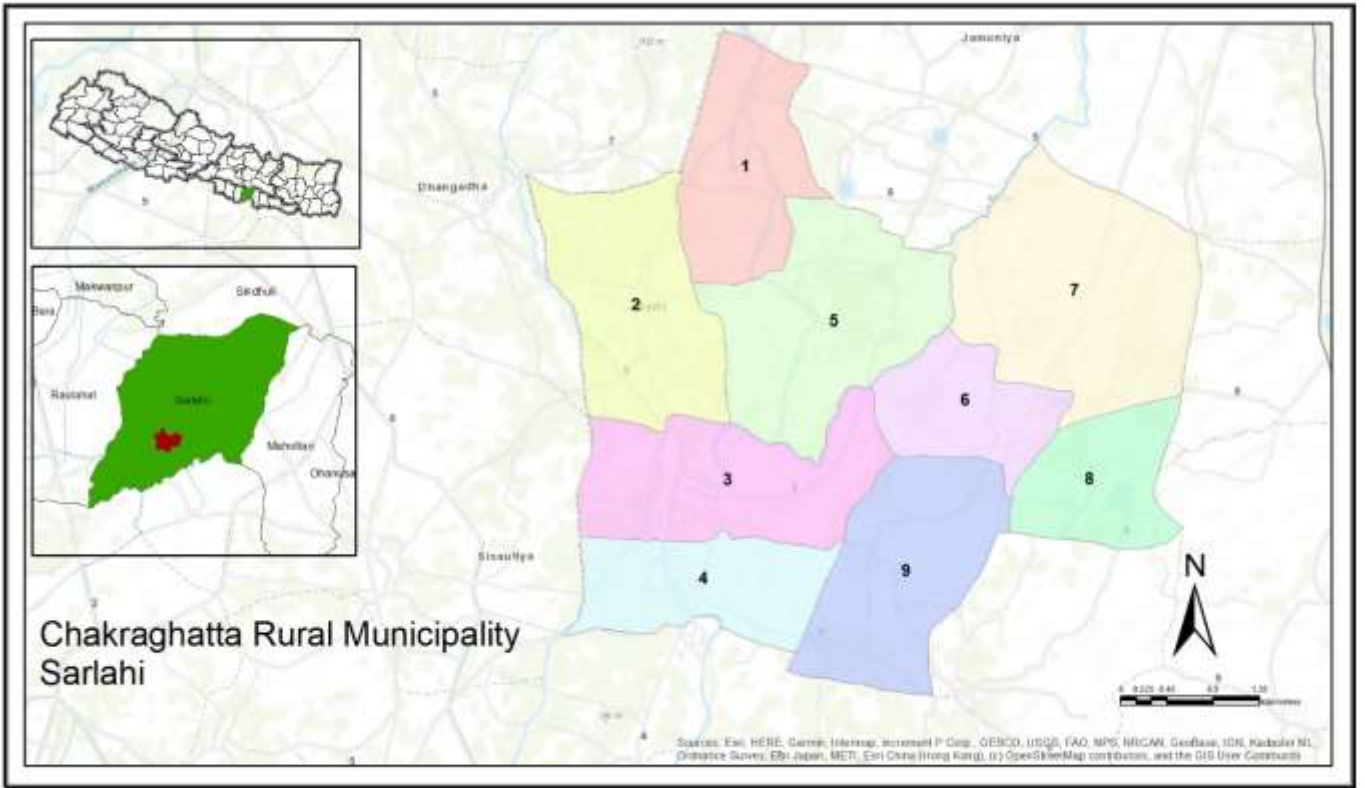 Jamuniya
Dhangadha
1
2
7
5
6
3
8
4
9
Sisautiya
Makwanpur
Sindhuli
Bara
Rautahat
Sarlahi
Mahottari
Dhanusa
Chakraghatta Rural Municipality
Sarlahi
N
Sources: Esri, HERE, Garmin, Intermap, increment P Corp., GEBCO, USGS, FAO, NPS, NRCAN, GeoBase, IGN, Kadaster NL,
Ordnance Survey, Esri Japan, METI, Esri China (Hong Kong), (c) OpenStreetMap contributors, and the GIS User Community